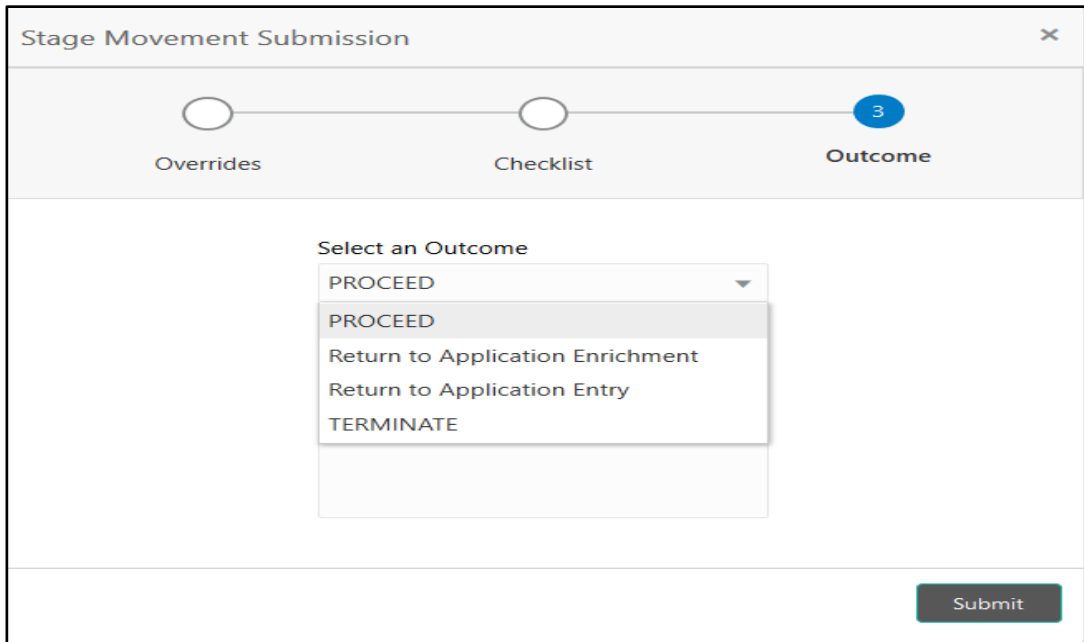 Stage Movement Submission
×
3
Overrides
Checklist
Outcome
Select an Outcome
PROCEED
PROCEED
Return to Application Enrichment
Return to Application Entry
TERMINATE
Submit